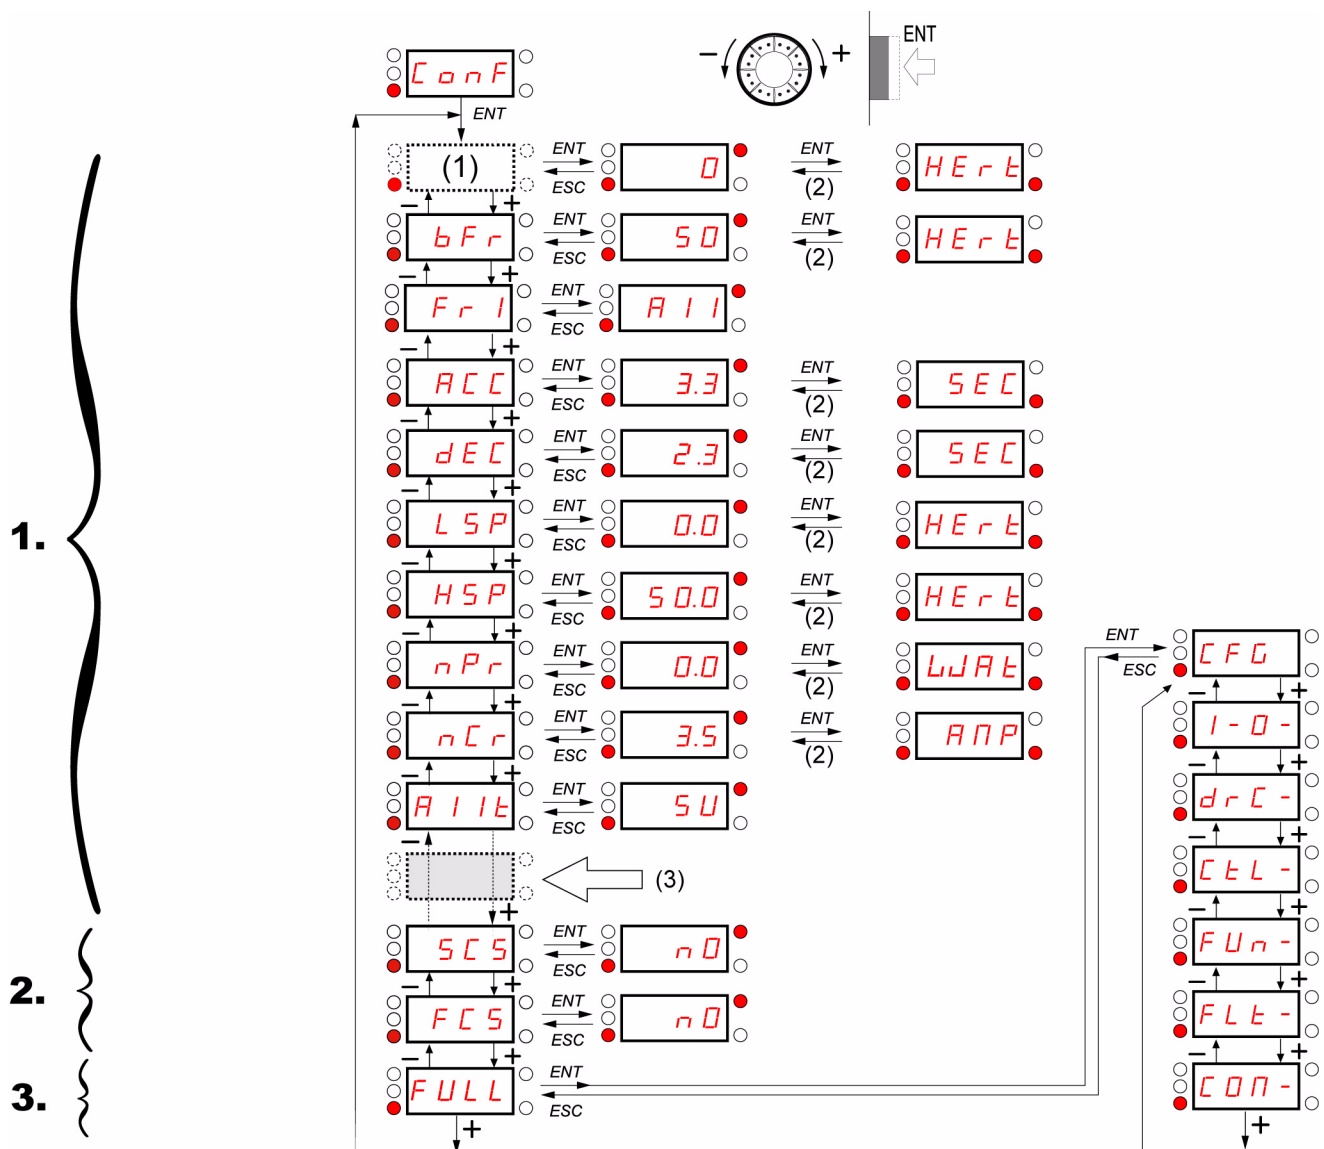 − + ENT
ConF
ENT
(1) ENT ESC 0 ENT (2) HErt
− +
bFr ENT ESC 50 ENT (2) HErt
− +
Fr1 ENT ESC A11
− +
ACC ENT ESC 3.3 ENT (2) SEC
− +
dEC ENT ESC 2.3 ENT (2) SEC
− +
LSP ENT ESC 0.0 ENT (2) HErt
1.
− +
HSP ENT ESC 50.0 ENT (2) HErt
− +
nPr ENT ESC 0.0 ENT (2) WAt
ENT ESC CFG
− +
nCr ENT ESC 3.5 ENT (2) AMP
I-O-
− +
A11t ENT ESC 5U
drC-
− +
(3)
CtL-
− +
SCS ENT ESC n0
FUn-
2.
− +
FCS ENT ESC n0
FLt-
− +
3.
FULL ENT ESC
COM-
+ +